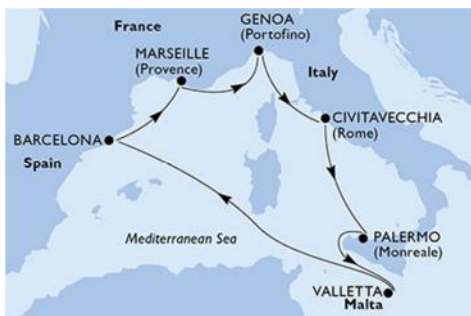 France
GENOA
(Portofino)
MARSEILLE
(Provence)
Italy
CIVITAVECCHIA
(Rome)
BARCELONA
Spain
Mediterranean Sea
PALERMO
(Monreale)
VALLETTA
Malta